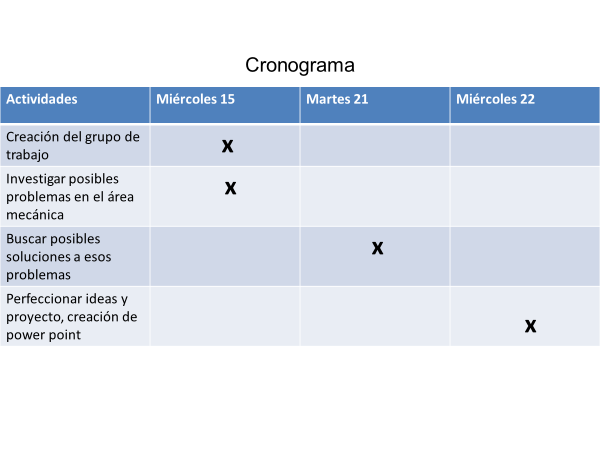 Cronograma
Actividades Miércoles 15 Martes 21 Miércoles 22
Creación del grupo de
trabajo
x
Investigar posibles
problemas en el área
mecánica
x
Buscar posibles
soluciones a esos
problemas
x
Perfeccionar ideas y
proyecto, creación de
power point
x